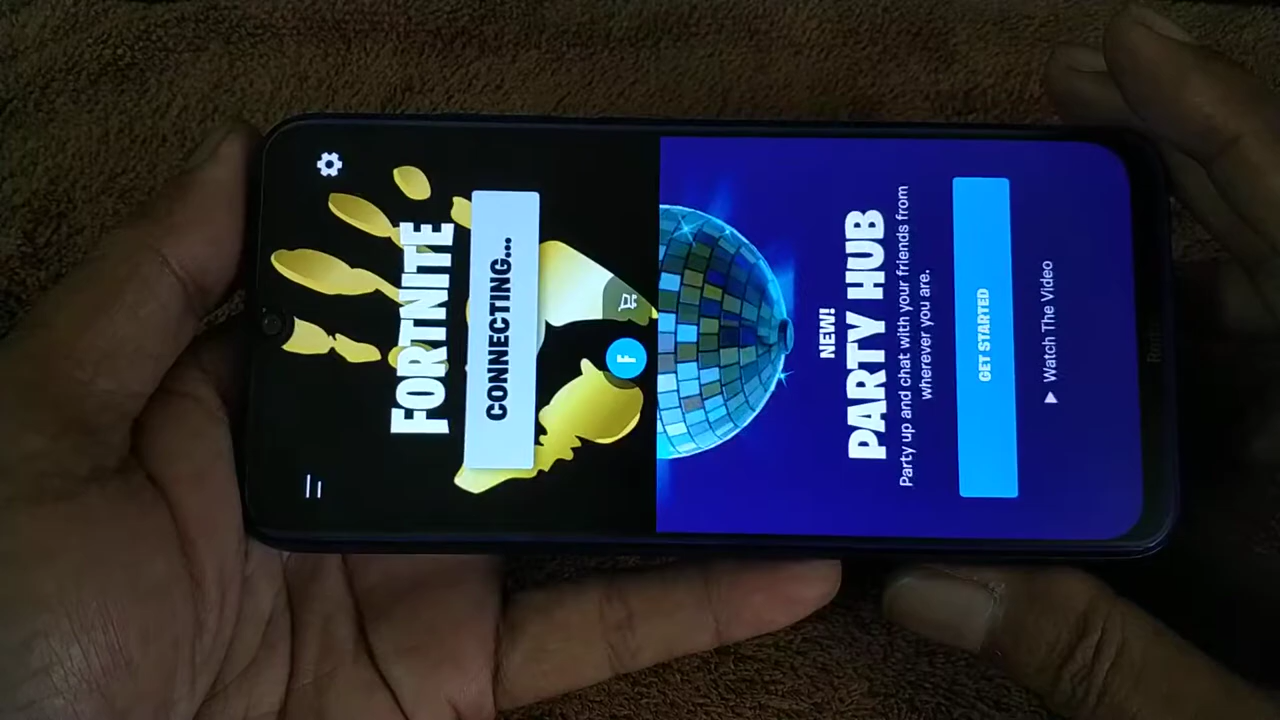 FORTNITE
CONNECTING...
F
NEW!
PARTY HUB
Party up and chat with your friends from
wherever you are.
GET STARTED
Watch The Video